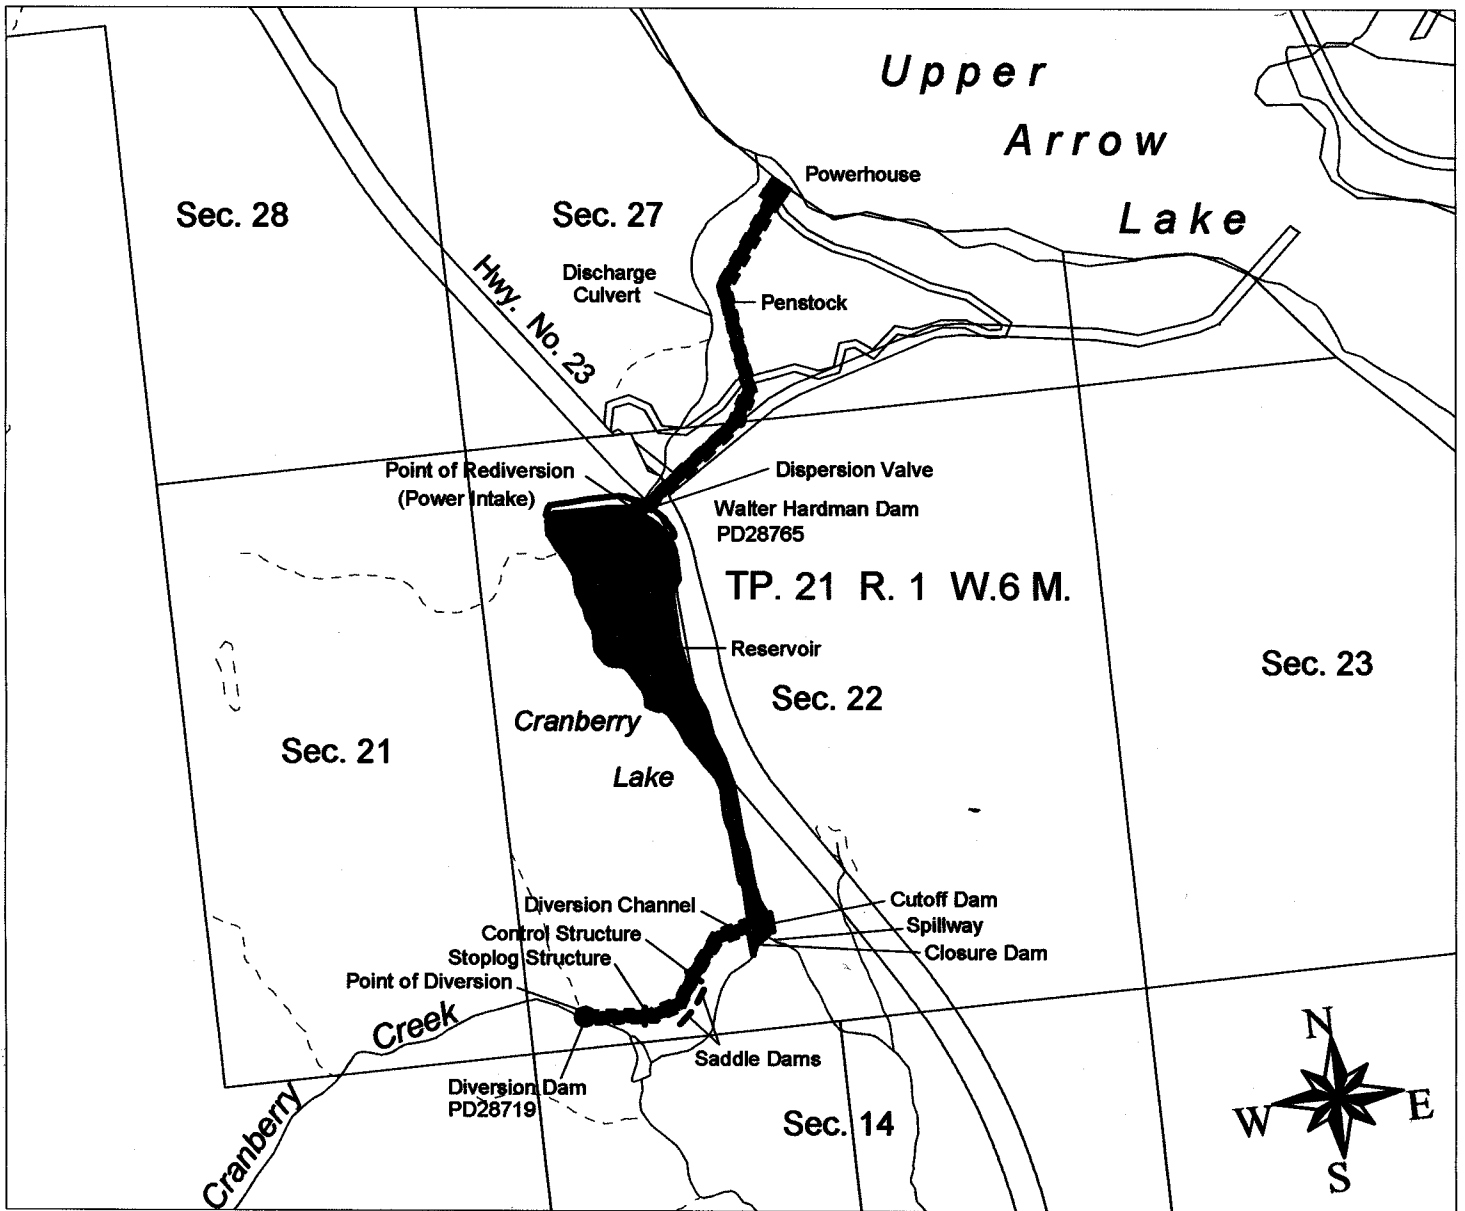 Upper
Arrow
Lake
Powerhouse
Sec. 28
Sec. 27
Discharge
Culvert
Penstock
Hwy. No. 23
Point of Rediversion
(Power Intake)
Dispersion Valve
Walter Hardman Dam
PD28765
TP. 21 R. 1 W.6 M.
Reservoir
Sec. 23
Sec. 22
Cranberry
Lake
Sec. 21
Diversion Channel
Cutoff Dam
Control Structure
Spillway
Stoplog Structure
Closure Dam
Point of Diversion
Cranberry Creek
Saddle Dams
Diversion Dam
PD28719
Sec. 14
N
W
E
S